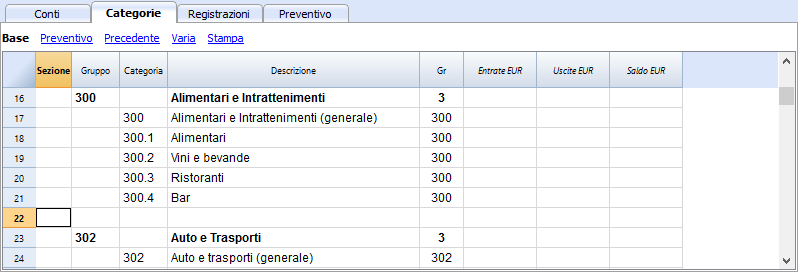 Conti Categorie Registrazioni Preventivo
Base Preventivo Precedente Varia Stampa
Sezione Gruppo Categoria Descrizione Gr Entrate EUR Uscite EUR Saldo EUR
16 300 Alimentari e Intrattenimenti 3
17 300 Alimentari e Intrattenimenti (generale) 300
18 300.1 Alimentari 300
19 300.2 Vini e bevande 300
20 300.3 Ristoranti 300
21 300.4 Bar 300
22
23 302 Auto e Trasporti 3
24 302 Auto e trasporti (generale) 302